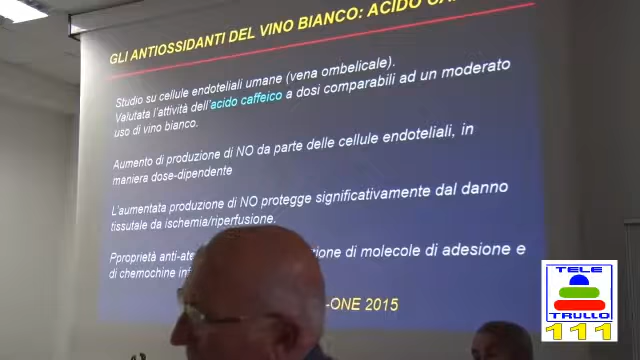 GLI ANTIOSSIDANTI DEL VINO BIANCO: ACIDO
Studio su cellule endoteliali umane (vena ombelicale).
Valutata l'attività dell'acido caffeico a dosi comparabili ad un moderato
uso di vino bianco.
Aumento di produzione di NO da parte delle cellule endoteliali, in
maniera dose-dipendente
L'aumentata produzione di NO protegge significativamente dal danno
tissutale da ischemia/riperfusione.
Pproprietà anti-ate zione di molecole di adesione e
di chemochine in
-ONE 2015
TELE
TRULLO
111